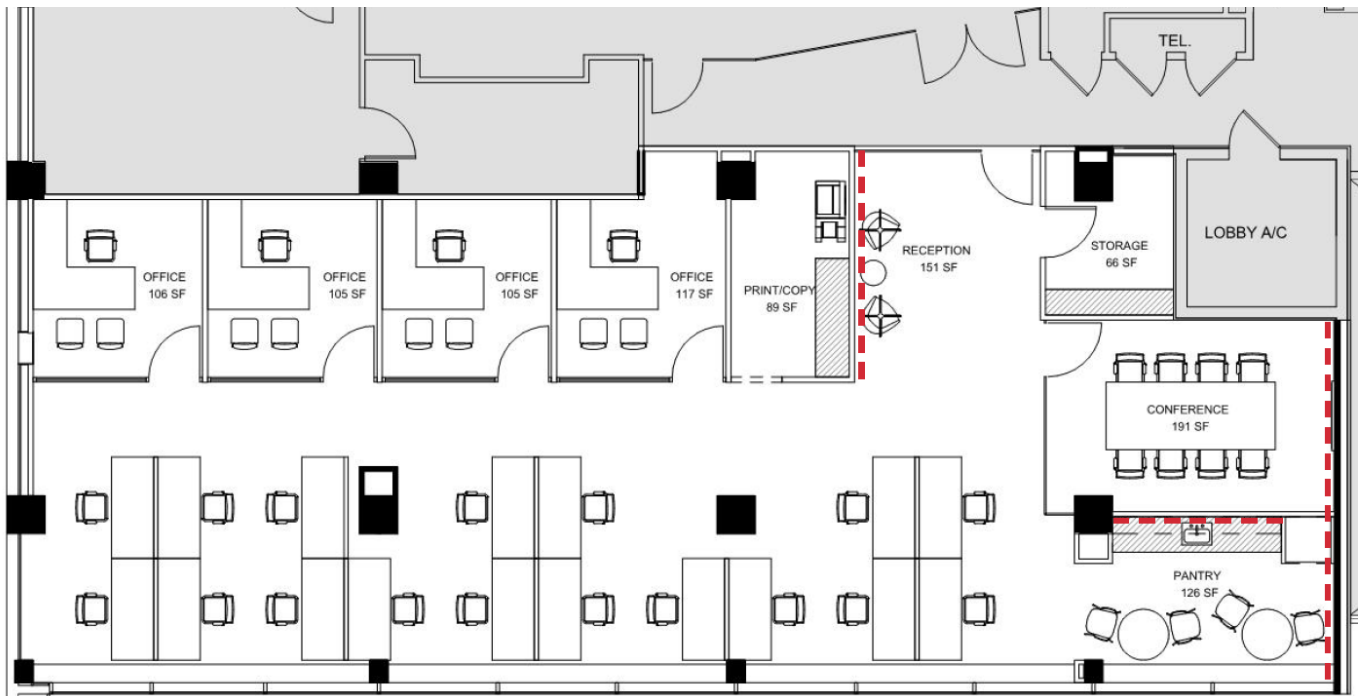 TEL.
LOBBY A/C
RECEPTION
151 SF
STORAGE
66 SF
OFFICE
106 SF
OFFICE
105 SF
OFFICE
105 SF
OFFICE
117 SF
PRINT/COPY
89 SF
CONFERENCE
191 SF
PANTRY
126 SF